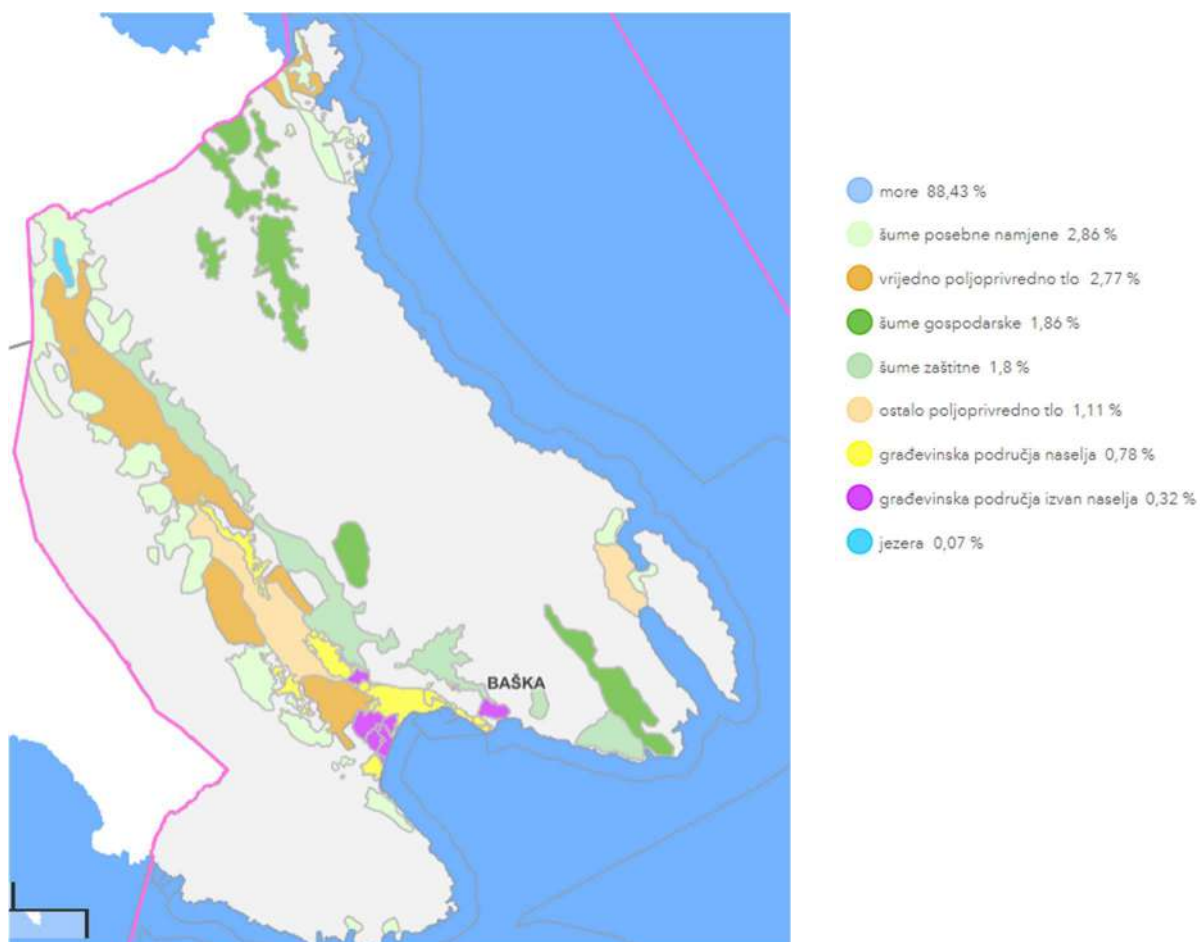 more 88,43 %
šume posebne namjene 2,86 %
vrijedno poljoprivredno tlo 2,77 %
šume gospodarske 1,86 %
šume zaštitne 1,8 %
ostalo poljoprivredno tlo 1,11 %
građevinska područja naselja 0,78 %
građevinska područja izvan naselja 0,32 %
jezera 0,07 %
BAŠKA